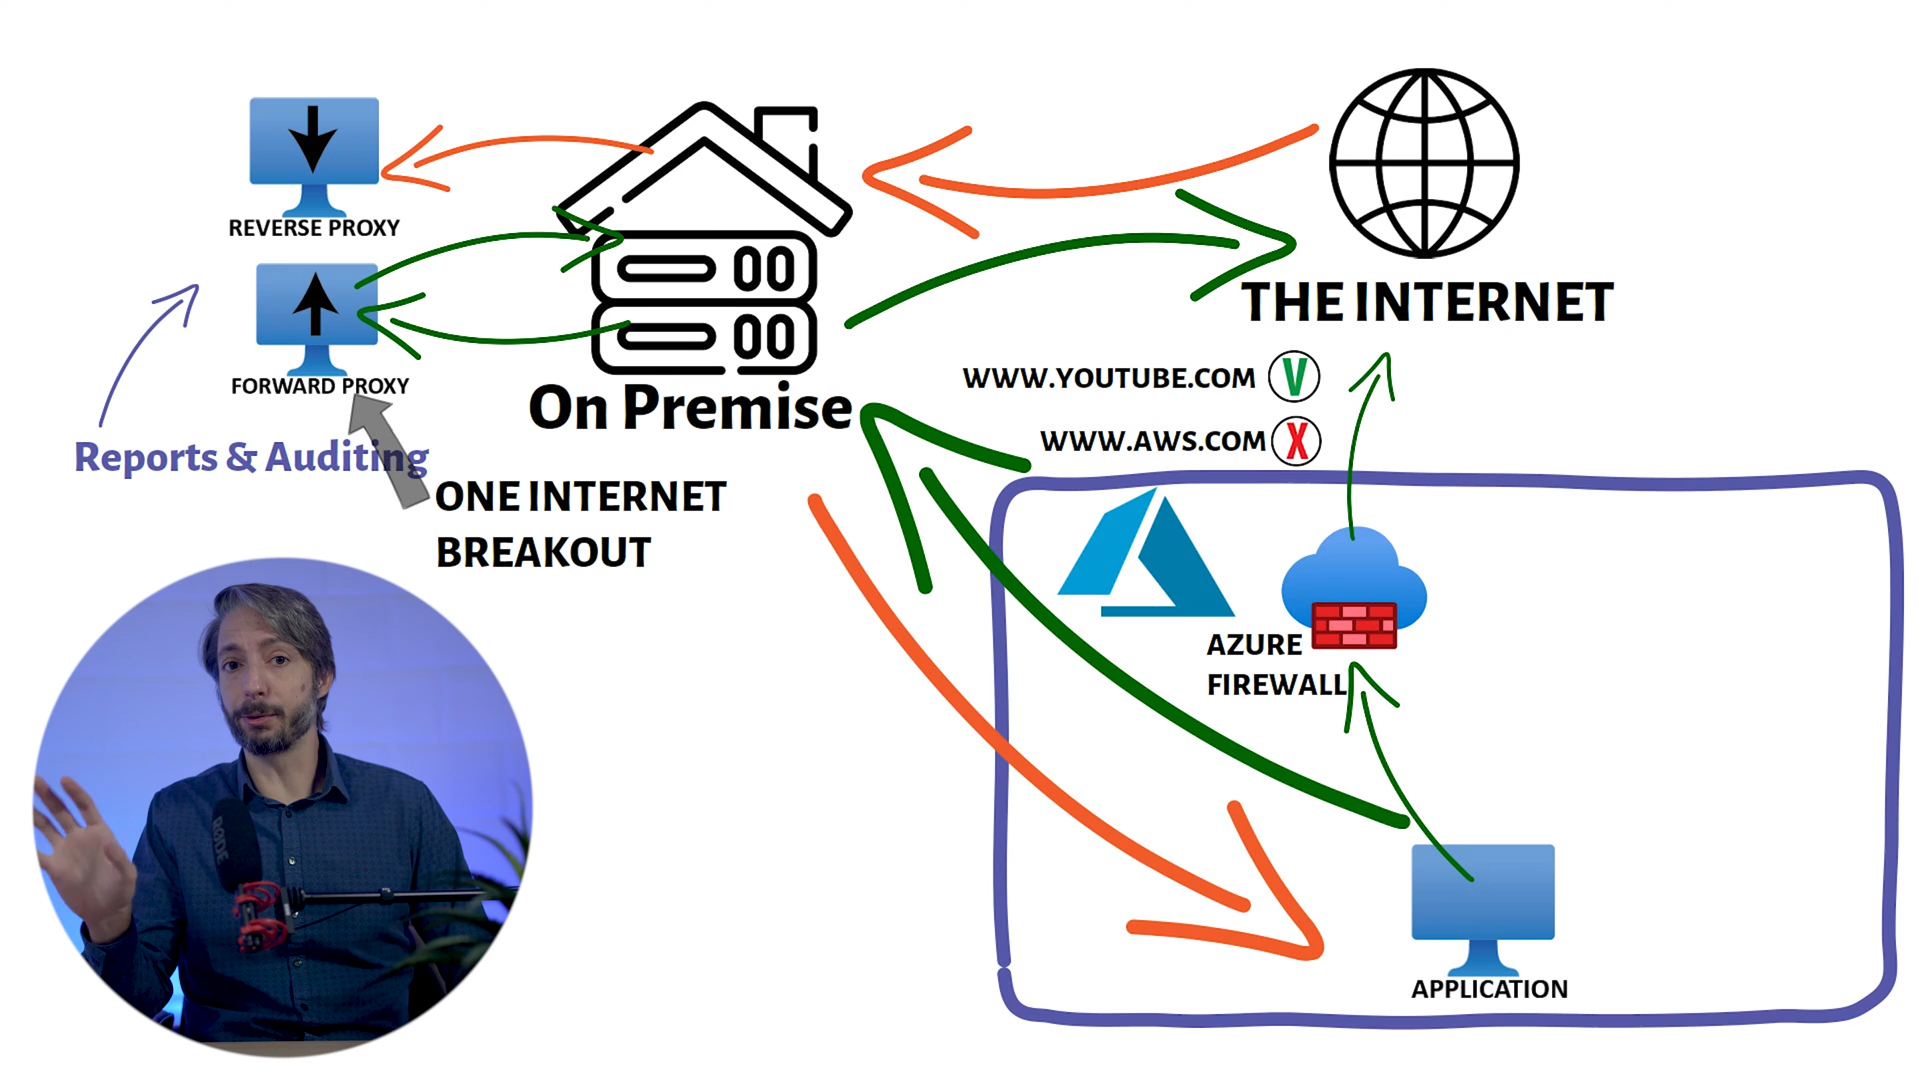 REVERSE PROXY
FORWARD PROXY
Reports & Auditing
On Premise
ONE INTERNET
BREAKOUT
THE INTERNET
WWW.YOUTUBE.COM V
WWW.AWS.COM X
AZURE
FIREWALL
APPLICATION
RODE